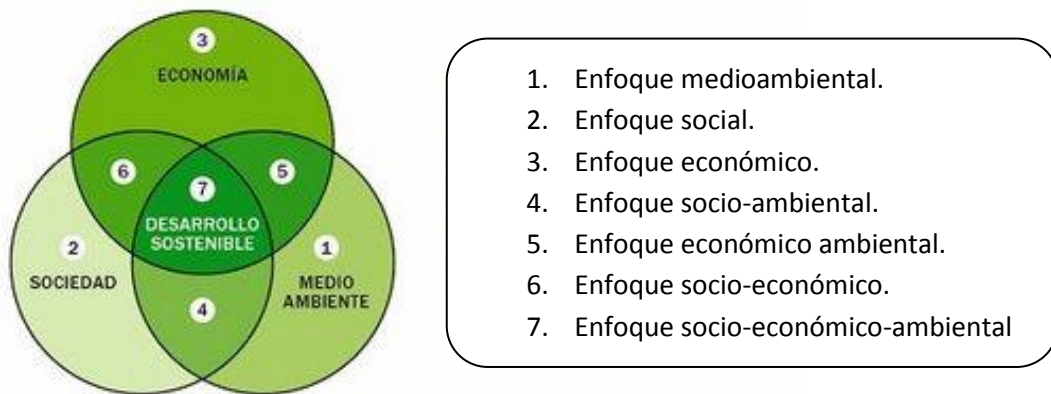 3
ECONOMÍA
6
5
7
DESARROLLO
SOSTENIBLE
2
SOCIEDAD
1
MEDIO
AMBIENTE
4
1. Enfoque medioambiental.
2. Enfoque social.
3. Enfoque económico.
4. Enfoque socio-ambiental.
5. Enfoque económico ambiental.
6. Enfoque socio-económico.
7. Enfoque socio-económico-ambiental